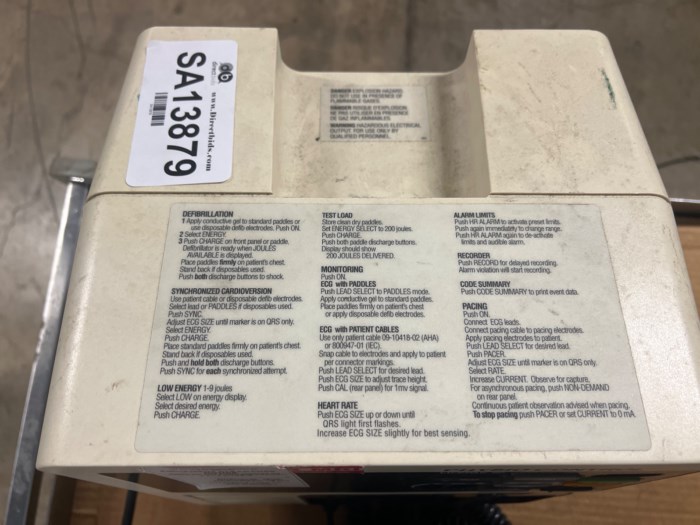 www.Directbids.com
SA13879
DANGER EXPLOSION HAZARD
DO NOT USE IN PRESENCE OF
FLAMMABLE GASES.
DANGER RISQUE D'EXPLOSION.
NE PAS UTILISER EN PRESENCE
DE GAZ INFLAMMABLES
WARNING HAZARDOUS ELECTRICAL
OUTPUT FOR USE ONLY BY
QUALIFIED PERSONNEL.
DEFIBRILLATION
1 Apply conductive gel to standard paddles or
use disposable defib electrodes. Push ON.
2 Select ENERGY.
3 Push CHARGE on front panel or paddle.
Defibrillator is ready when JOULES
AVAILABLE is displayed.
Place paddles firmly on patient's chest.
Stand back if disposables used.
Push both discharge buttons to shock.
SYNCHRONIZED CARDIOVERSION
Use patient cable or disposable defib electrodes.
Select lead or PADDLES if disposables used.
Push SYNC.
Adjust ECG SIZE until marker is on QRS only.
Select ENERGY.
Push CHARGE.
Place standard paddles firmly on patient's chest.
Stand back if disposables used.
Push and hold both discharge buttons.
Push SYNC for each synchronized attempt.
LOW ENERGY 1-9 joules
Select LOW on energy display.
Select desired energy.
Push CHARGE.
TEST LOAD
Store clean dry paddles.
Set ENERGY SELECT to 200 joules.
Push CHARGE.
Push both paddle discharge buttons.
Display should show
200 JOULES DELIVERED.
MONITORING
Push ON.
ECG with PADDLES
Push LEAD SELECT to PADDLES mode.
Apply conductive gel to standard paddles.
Place paddles firmly on patient's chest
or apply disposable defib electrodes.
ECG with PATIENT CABLES
Use only patient cable 09-10418-02 (AHA)
or 800947-01 (IEC).
Snap cable to electrodes and apply to patient
per connector markings.
Push LEAD SELECT for desired lead.
Push ECG SIZE to adjust trace height.
Push CAL (rear panel) for 1mv signal.
HEART RATE
Push ECG SIZE up or down until
QRS light first flashes.
Increase ECG SIZE slightly for best sensing.
ALARM LIMITS
Push HR ALARM to activate preset limits.
Push again immediately to change range.
Push HR ALARM again to de-activate
limits and audible alarm.
RECORDER
Push RECORD for delayed recording.
Alarm violation will start recording.
CODE SUMMARY
Push CODE SUMMARY to print event data.
PACING
Push ON.
Connect ECG leads.
Connect pacing cable to pacing electrodes.
Apply pacing electrodes to patient.
Push LEAD SELECT for desired lead.
Push PACER.
Adjust ECG SIZE until marker is on QRS only.
Select RATE.
Increase CURRENT. Observe for capture.
For asynchronous pacing, push NON-DEMAND
on rear panel.
Continuous patient observation advised when pacing.
To stop pacing push PACER or set CURRENT to 0 mA.